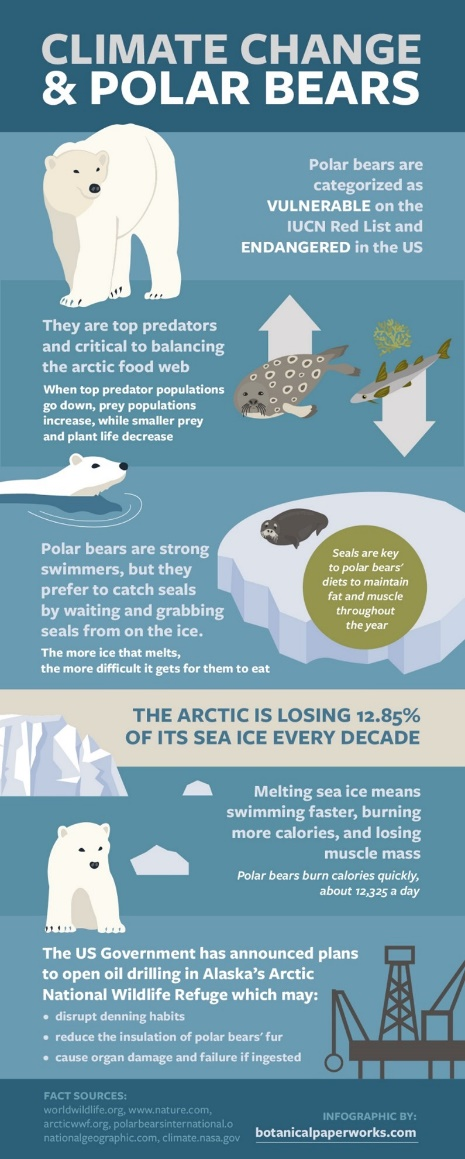 CLIMATE CHANGE
& POLAR BEARS
Polar bears are
categorized as
VULNERABLE on the
IUCN Red List and
ENDANGERED in the US
They are top predators
and critical to balancing
the arctic food web
When top predator populations
go down, prey populations
increase, while smaller prey
and plant life decrease
Polar bears are strong
swimmers, but they
prefer to catch seals
by waiting and grabbing
seals from on the ice.
The more ice that melts,
the more difficult it gets for them to eat
Seals are key
to polar bears'
diets to maintain
fat and muscle
throughout
the year
THE ARCTIC IS LOSING 12.85%
OF ITS SEA ICE EVERY DECADE
Melting sea ice means
swimming faster, burning
more calories, and losing
muscle mass
Polar bears burn calories quickly,
about 12,325 a day
The US Government has announced plans
to open oil drilling in Alaska's Arctic
National Wildlife Refuge which may:
• disrupt denning habits
• reduce the insulation of polar bears' fur
• cause organ damage and failure if ingested
FACT SOURCES:
worldwildlife.org, www.nature.com,
arcticwwf.org, polarbearsinternational.o
nationalgeographic.com, climate.nasa.gov
INFOGRAPHIC BY:
botanicalpaperworks.com